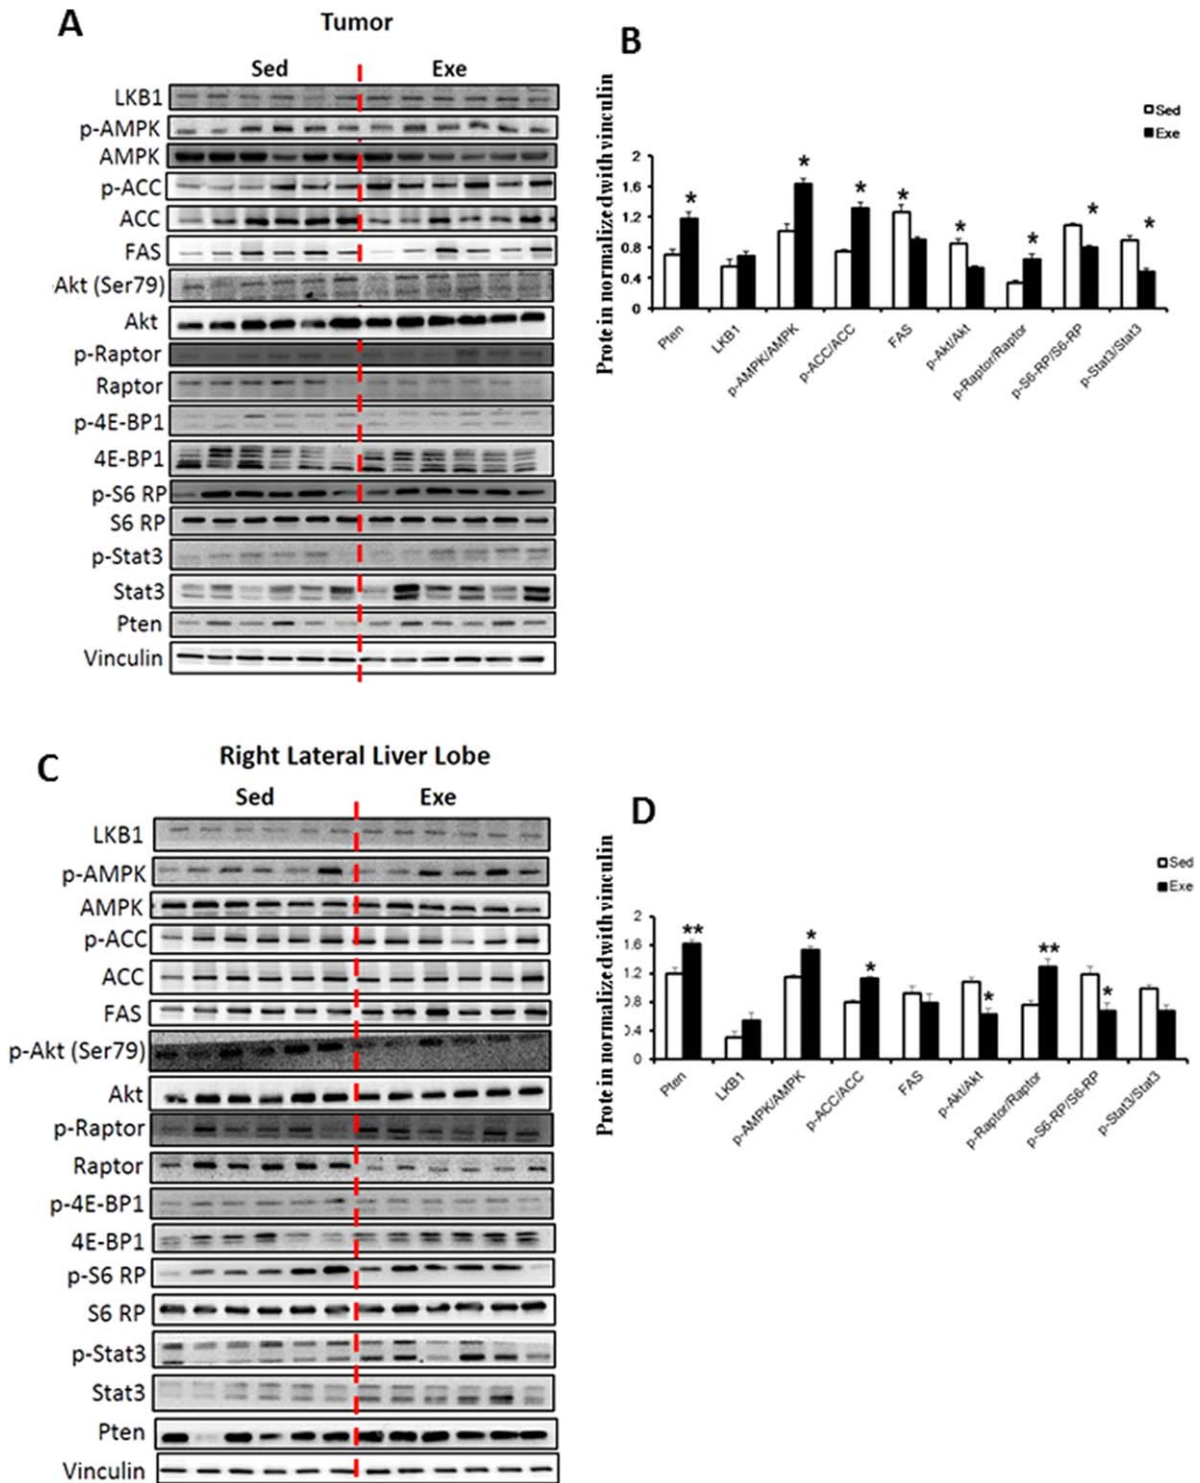 A
Tumor
Sed
Exe
LKB1
p-AMPK
AMPK
p-ACC
ACC
FAS
Akt (Ser79)
Akt
p-Raptor
Raptor
p-4E-BP1
4E-BP1
p-S6 RP
S6 RP
p-Stat3
Stat3
Pten
Vinculin
B
Sed
Exe
Protein normalized with vinculin
2
1.6
1.2
0.8
0.4
0
*
*
*
*
*
*
*
*
Pten
LKB1
p-AMPK/AMPK
p-ACC/ACC
FAS
p-Akt/Akt
p-Raptor/Raptor
p-S6-RP/S6-RP
p-Stat3/Stat3
C
Right Lateral Liver Lobe
Sed
Exe
LKB1
p-AMPK
AMPK
p-ACC
ACC
FAS
p-Akt (Ser79)
Akt
p-Raptor
Raptor
p-4E-BP1
4E-BP1
p-S6 RP
S6 RP
p-Stat3
Stat3
Pten
Vinculin
D
Sed
Exe
Protein normalized with vinculin
2
1.6
1.2
0.8
0.4
0
**
*
*
*
**
*
Pten
LKB1
p-AMPK/AMPK
p-ACC/ACC
FAS
p-Akt/Akt
p-Raptor/Raptor
p-S6-RP/S6-RP
p-Stat3/Stat3